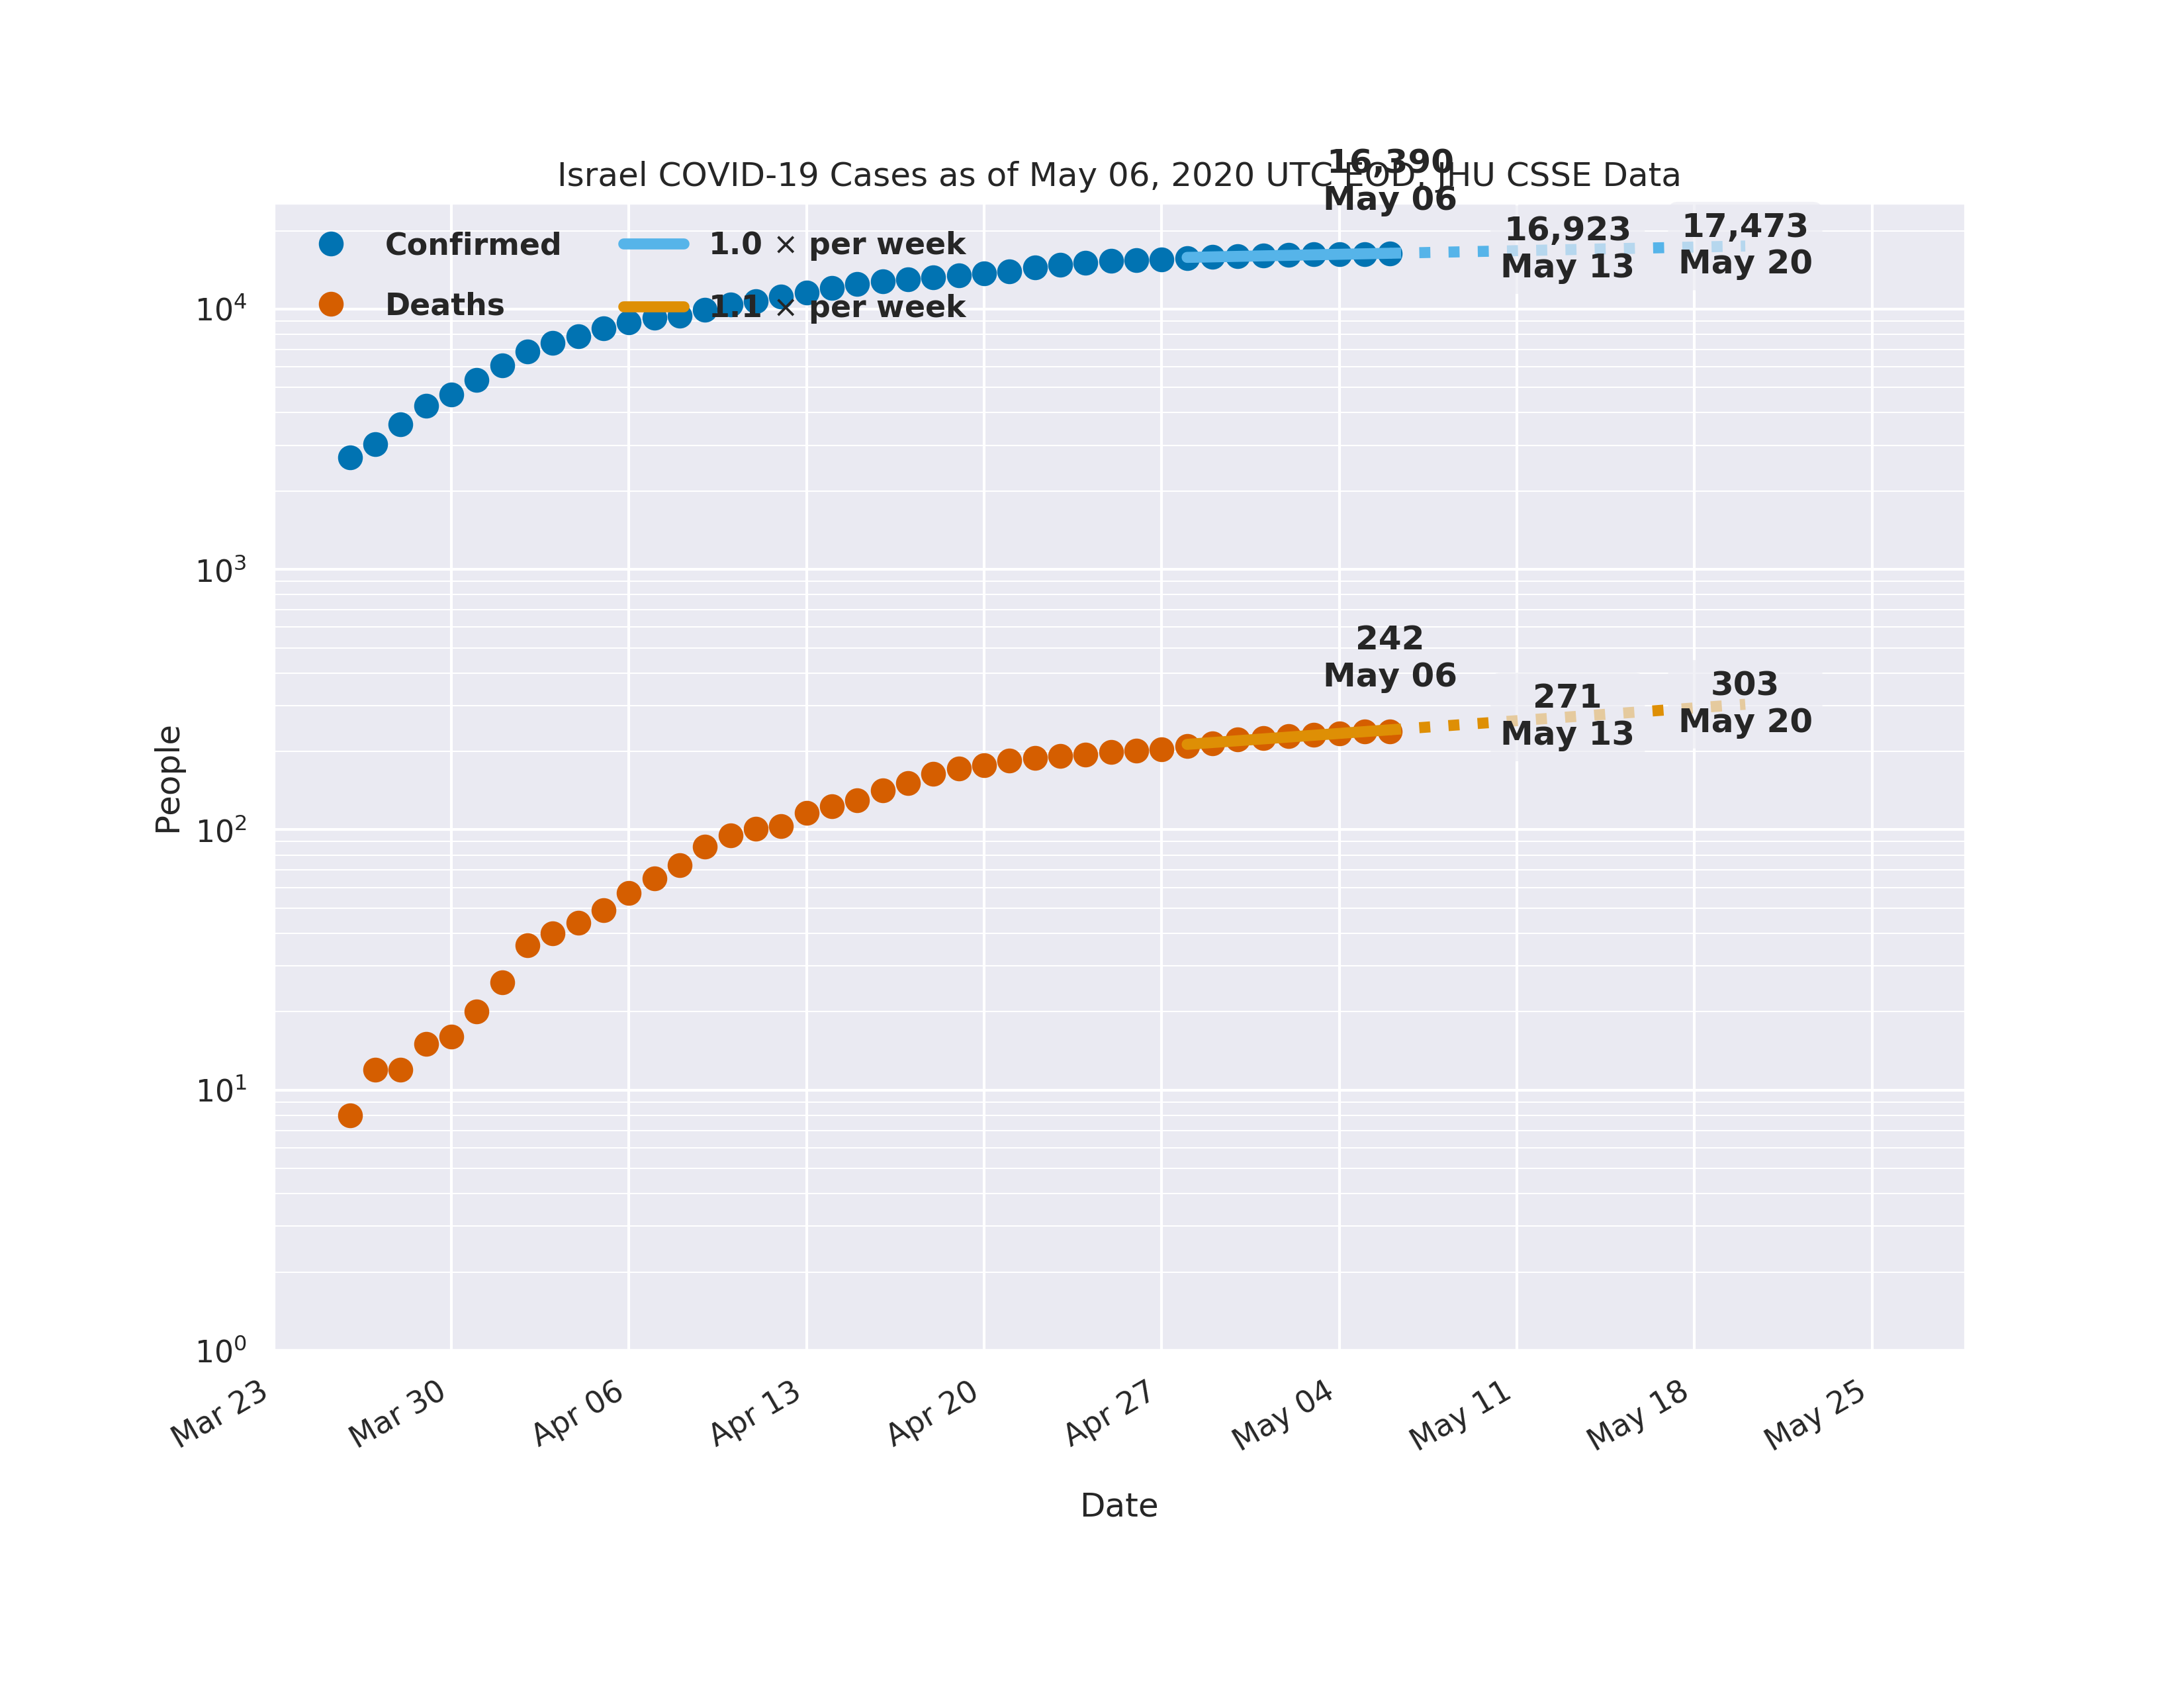 Israel COVID-19 Cases as of May 06, 2020 UTC EOD, JHU CSSE Data
16,390
May 06
16,923
May 13
17,473
May 20
Confirmed
Deaths
1.0 × per week
1.1 × per week
242
May 06
271
May 13
303
May 20
People
10⁴
10³
10²
10¹
10⁰
Mar 23
Mar 30
Apr 06
Apr 13
Apr 20
Apr 27
May 04
May 11
May 18
May 25
Date